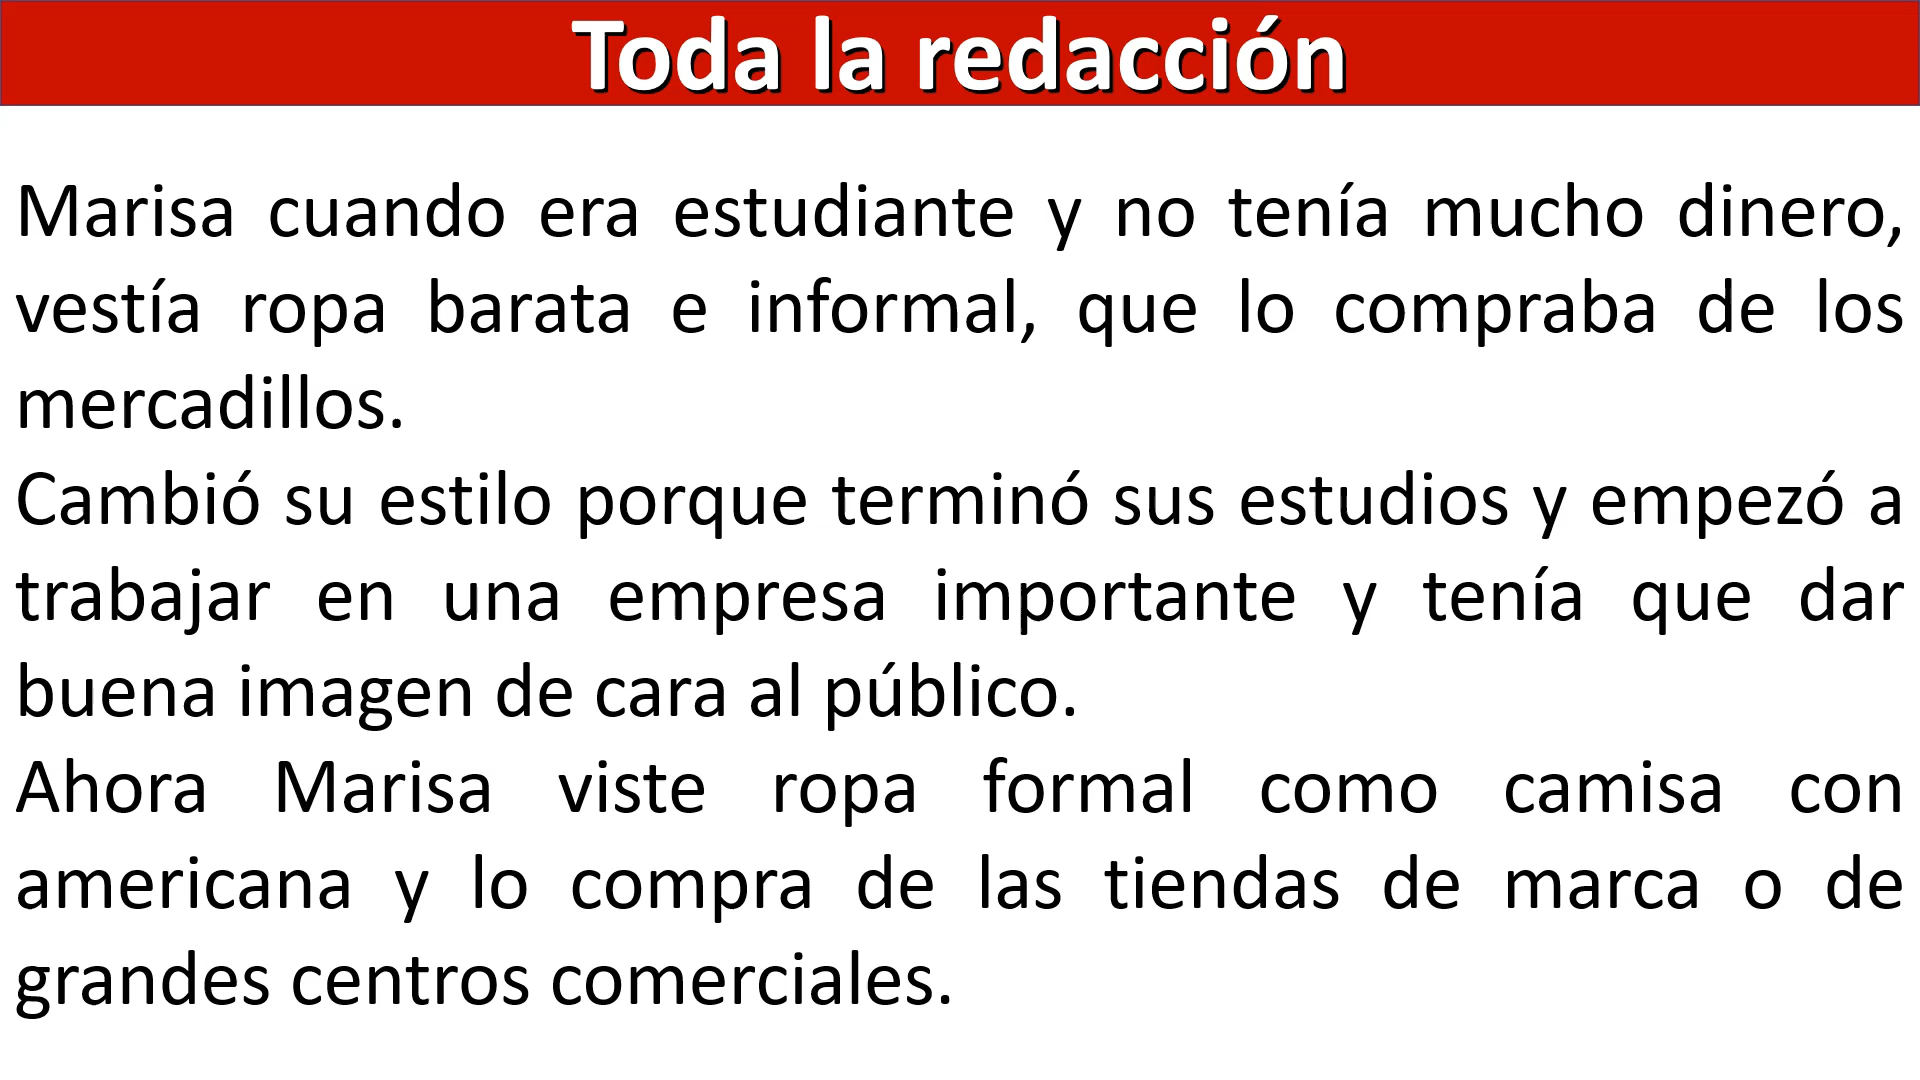 Toda la redacción
Marisa cuando era estudiante y no tenía mucho dinero,
vestía ropa barata e informal, que lo compraba de los
mercadillos.
Cambió su estilo porque terminó sus estudios y empezó a
trabajar en una empresa importante y tenía que dar
buena imagen de cara al público.
Ahora Marisa viste ropa formal como camisa con
americana y lo compra de las tiendas de marca o de
grandes centros comerciales.